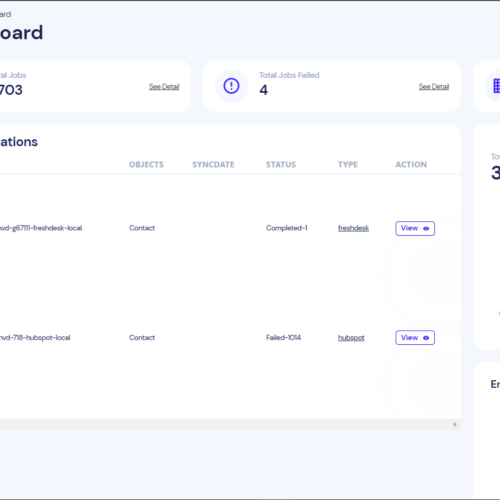 ard
oard
al Jobs
703
See Detail
Total Jobs Failed
4
See Detail
ations
OBJECTS SYNCDATE STATUS TYPE ACTION
To
3
nvd-g67111-freshdesk-local Contact Completed-1 freshdesk View
nvd-718-hubspot-local Contact Failed-1014 hubspot View
Er